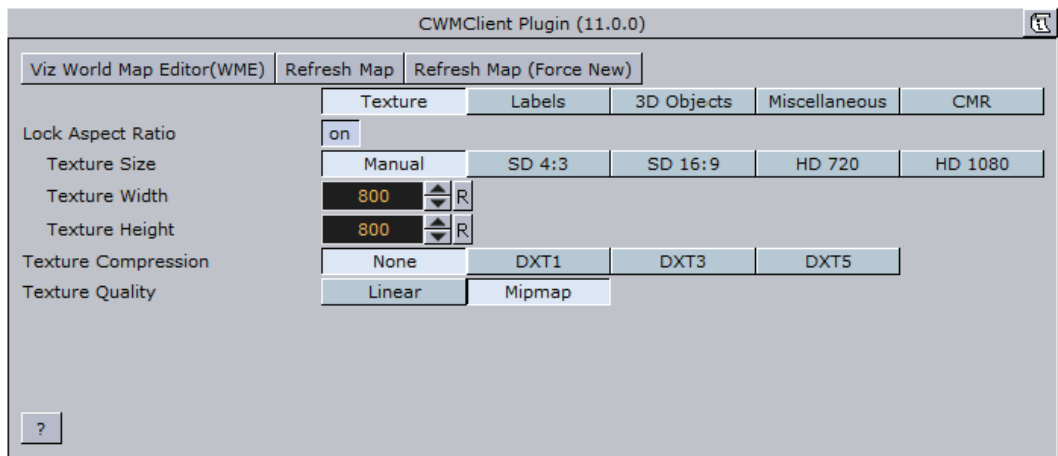 CWMClient Plugin (11.0.0)
Viz World Map Editor(WME) Refresh Map Refresh Map (Force New)
Texture Labels 3D Objects Miscellaneous CMR
Lock Aspect Ratio on
Texture Size Manual SD 4:3 SD 16:9 HD 720 HD 1080
Texture Width 800 R
Texture Height 800 R
Texture Compression None DXT1 DXT3 DXT5
Texture Quality Linear Mipmap
?